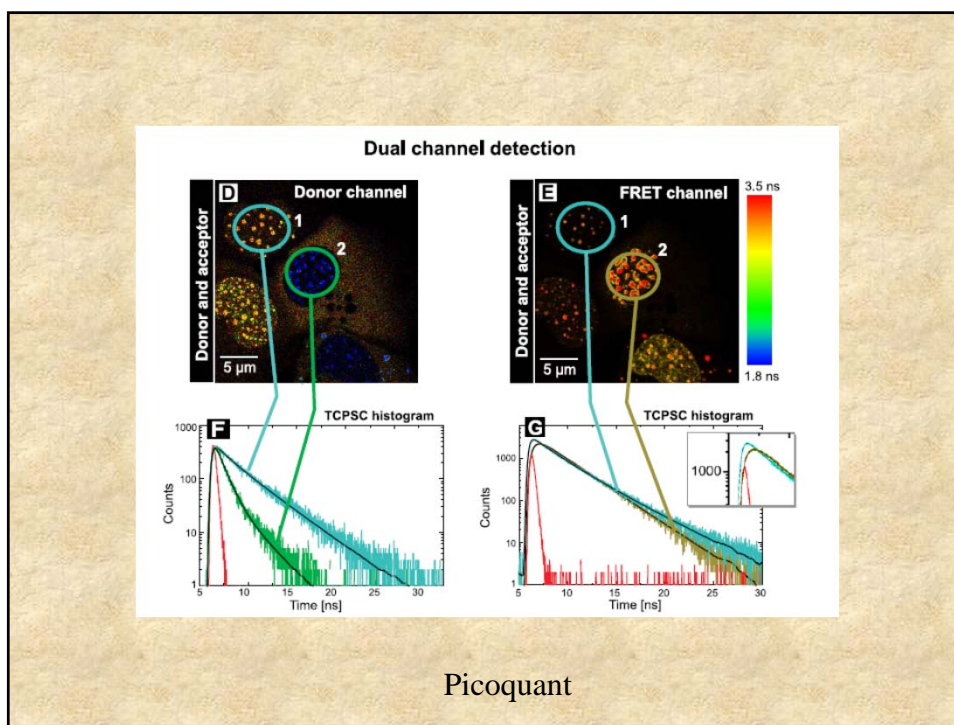 Dual channel detection
Donor and acceptor
D
Donor channel
1
2
5 µm
Donor and acceptor
E
FRET channel
1
2
5 µm
3.5 ns
1.8 ns
TCPSC histogram
F
1000
100
10
1
Counts
5 10 15 20 25 30
Time [ns]
TCPSC histogram
G
1000
100
10
1
Counts
5 10 15 20 25 30
Time [ns]
1000
Picoquant